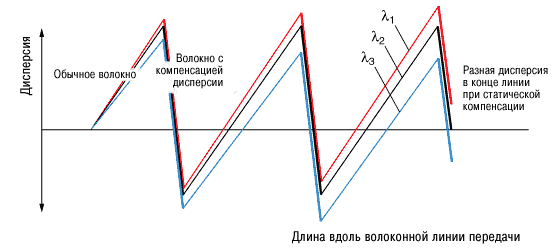 Дисперсия
Обычное волокно
Волокно с
компенсацией
дисперсии
λ1
λ2
λ3
Разная дисперсия
в конце линии
при статической
компенсации
Длина вдоль волоконной линии передачи